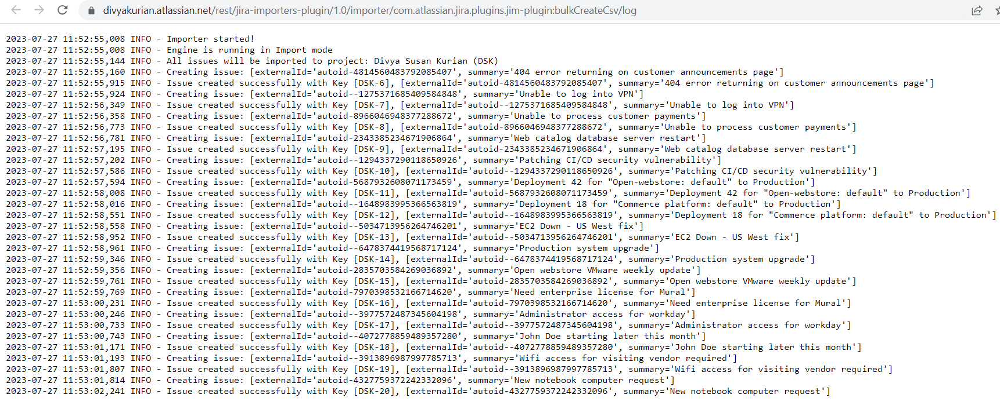 divyakurian.atlassian.net/rest/jira-importers-plugin/1.0/importer/com.atlassian.jira.plugins.jim-plugin:bulkCreateCsv/log
2023-07-27 11:52:55,008 INFO - Importer started!
2023-07-27 11:52:55,008 INFO - Engine is running in Import mode
2023-07-27 11:52:55,144 INFO - All issues will be imported to project: Divya Susan Kurian (DSK)
2023-07-27 11:52:55,160 INFO - Creating issue: [externalId='autoid-4814560483792085407', summary='404 error returning on customer announcements page']
2023-07-27 11:52:55,915 INFO - Issue created successfully with Key [DSK-6], [externalId='autoid-4814560483792085407', summary='404 error returning on customer announcements page']
2023-07-27 11:52:55,924 INFO - Creating issue: [externalId='autoid--1275371685409584848', summary='Unable to log into VPN']
2023-07-27 11:52:56,349 INFO - Issue created successfully with Key [DSK-7], [externalId='autoid--1275371685409584848', summary='Unable to log into VPN']
2023-07-27 11:52:56,358 INFO - Creating issue: [externalId='autoid-8966046948377288672', summary='Unable to process customer payments']
2023-07-27 11:52:56,773 INFO - Issue created successfully with Key [DSK-8], [externalId='autoid-8966046948377288672', summary='Unable to process customer payments']
2023-07-27 11:52:56,781 INFO - Creating issue: [externalId='autoid-2343385234671906864', summary='Web catalog database server restart']
2023-07-27 11:52:57,195 INFO - Issue created successfully with Key [DSK-9], [externalId='autoid-2343385234671906864', summary='Web catalog database server restart']
2023-07-27 11:52:57,202 INFO - Creating issue: [externalId='autoid--1294337290118650926', summary='Patching CI/CD security vulnerability']
2023-07-27 11:52:57,586 INFO - Issue created successfully with Key [DSK-10], [externalId='autoid--1294337290118650926', summary='Patching CI/CD security vulnerability']
2023-07-27 11:52:57,594 INFO - Creating issue: [externalId='autoid-5687932608071173459', summary='Deployment 42 for "Open-webstore: default" to Production']
2023-07-27 11:52:58,008 INFO - Issue created successfully with Key [DSK-11], [externalId='autoid-5687932608071173459', summary='Deployment 42 for "Open-webstore: default" to Production']
2023-07-27 11:52:58,016 INFO - Creating issue: [externalId='autoid--1648983995366563819', summary='Deployment 18 for "Commerce platform: default" to Production']
2023-07-27 11:52:58,551 INFO - Issue created successfully with Key [DSK-12], [externalId='autoid--1648983995366563819', summary='Deployment 18 for "Commerce platform: default" to Production']
2023-07-27 11:52:58,558 INFO - Creating issue: [externalId='autoid--5034713956264746201', summary='EC2 Down - US West fix']
2023-07-27 11:52:58,952 INFO - Issue created successfully with Key [DSK-13], [externalId='autoid--5034713956264746201', summary='EC2 Down - US West fix']
2023-07-27 11:52:58,961 INFO - Creating issue: [externalId='autoid--6478374419568717124', summary='Production system upgrade']
2023-07-27 11:52:59,346 INFO - Issue created successfully with Key [DSK-14], [externalId='autoid--6478374419568717124', summary='Production system upgrade']
2023-07-27 11:52:59,356 INFO - Creating issue: [externalId='autoid-2835703584269036892', summary='Open webstore VMware weekly update']
2023-07-27 11:52:59,761 INFO - Issue created successfully with Key [DSK-15], [externalId='autoid-2835703584269036892', summary='Open webstore VMware weekly update']
2023-07-27 11:52:59,769 INFO - Creating issue: [externalId='autoid-7970398532166714620', summary='Need enterprise license for Mural']
2023-07-27 11:53:00,231 INFO - Issue created successfully with Key [DSK-16], [externalId='autoid-7970398532166714620', summary='Need enterprise license for Mural']
2023-07-27 11:53:00,246 INFO - Creating issue: [externalId='autoid--3977572487345604198', summary='Administrator access for workday']
2023-07-27 11:53:00,733 INFO - Issue created successfully with Key [DSK-17], [externalId='autoid--3977572487345604198', summary='Administrator access for workday']
2023-07-27 11:53:00,743 INFO - Creating issue: [externalId='autoid--4072778859489357280', summary='John Doe starting later this month']
2023-07-27 11:53:01,171 INFO - Issue created successfully with Key [DSK-18], [externalId='autoid--4072778859489357280', summary='John Doe starting later this month']
2023-07-27 11:53:01,193 INFO - Creating issue: [externalId='autoid--3913896987997785713', summary='Wifi access for visiting vendor required']
2023-07-27 11:53:01,807 INFO - Issue created successfully with Key [DSK-19], [externalId='autoid--3913896987997785713', summary='Wifi access for visiting vendor required']
2023-07-27 11:53:01,814 INFO - Creating issue: [externalId='autoid-4327759372242332096', summary='New notebook computer request']
2023-07-27 11:53:02,241 INFO - Issue created successfully with Key [DSK-20], [externalId='autoid-4327759372242332096', summary='New notebook computer request']